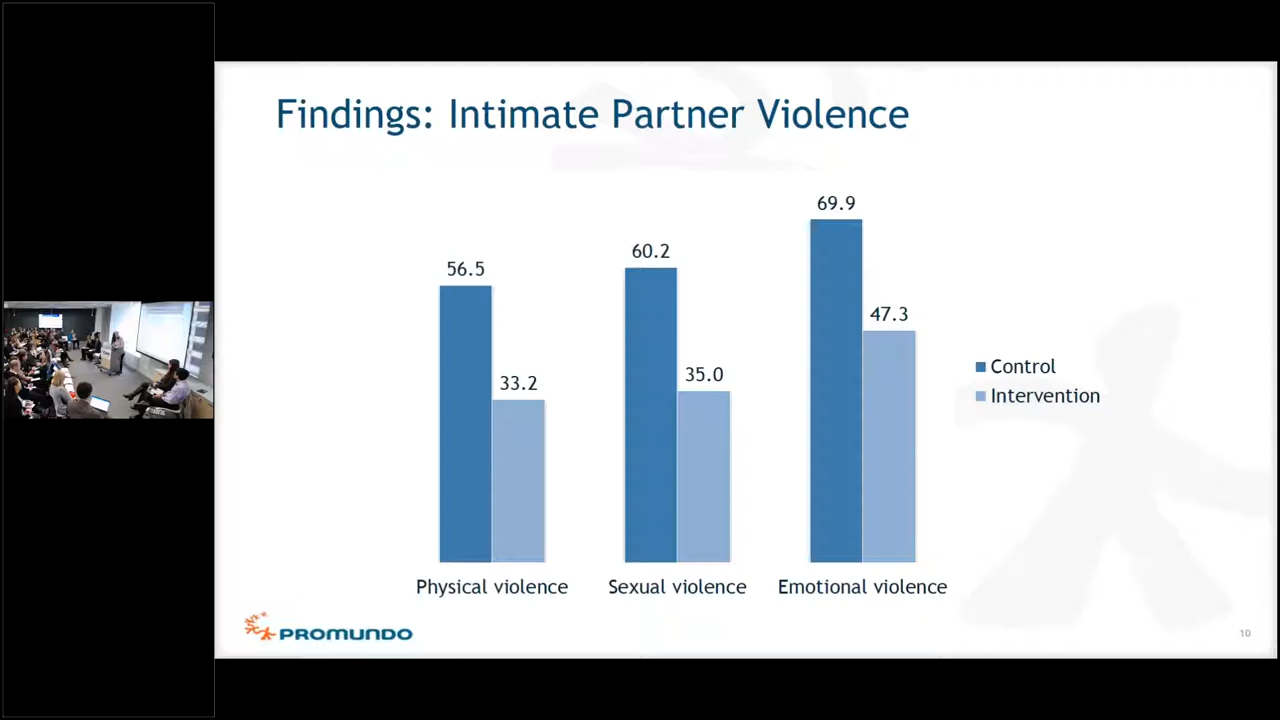 Findings: Intimate Partner Violence
69.9
60.2
56.5
47.3
35.0
33.2
Control
Intervention
Physical violence
Sexual violence
Emotional violence
PROMUNDO
10